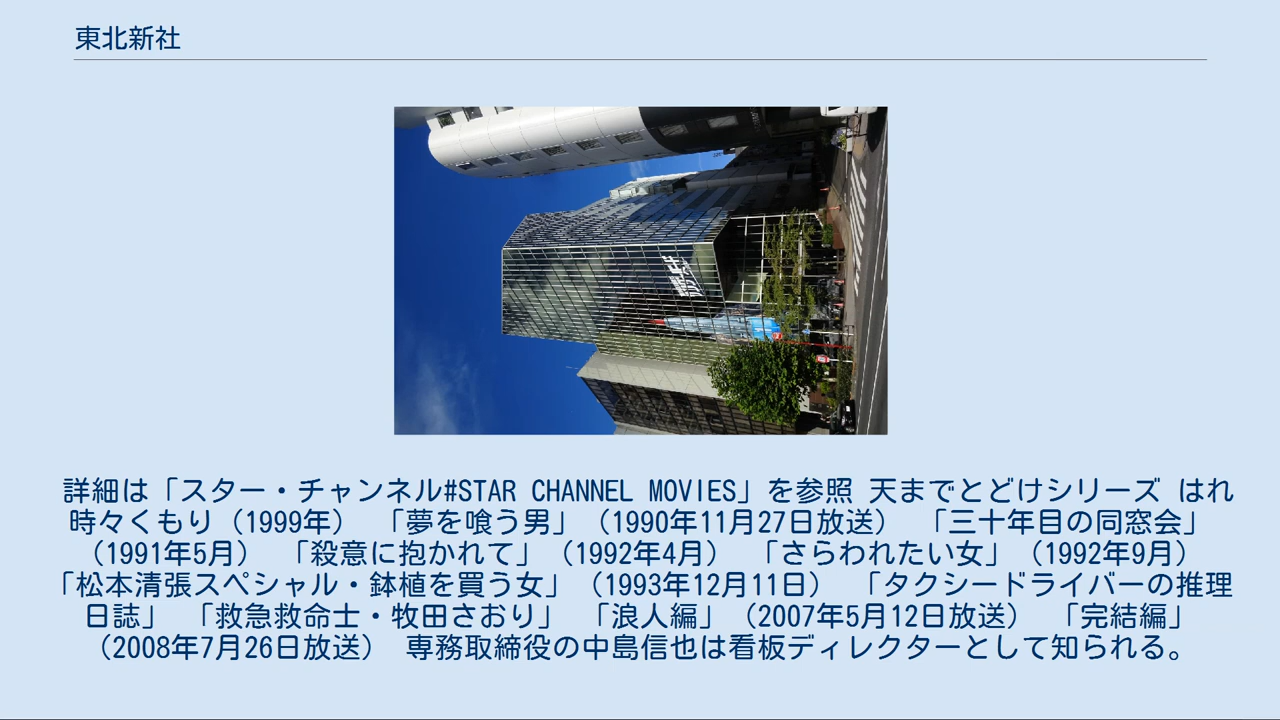 東北新社
詳細は「スター・チャンネル#STAR CHANNEL MOVIES」を参照 天までとどけシリーズ はれ
時々くもり（1999年） 「夢を喰う男」（1990年11月27日放送） 「三十年目の同窓会」
（1991年5月） 「殺意に抱かれて」（1992年4月） 「さらわれたい女」（1992年9月）
「松本清張スペシャル・鉢植を買う女」（1993年12月11日） 「タクシードライバーの推理
日誌」 「救急救命士・牧田さおり」 「浪人編」（2007年5月12日放送） 「完結編」
（2008年7月26日放送） 専務取締役の中島信也は看板ディレクターとして知られる。